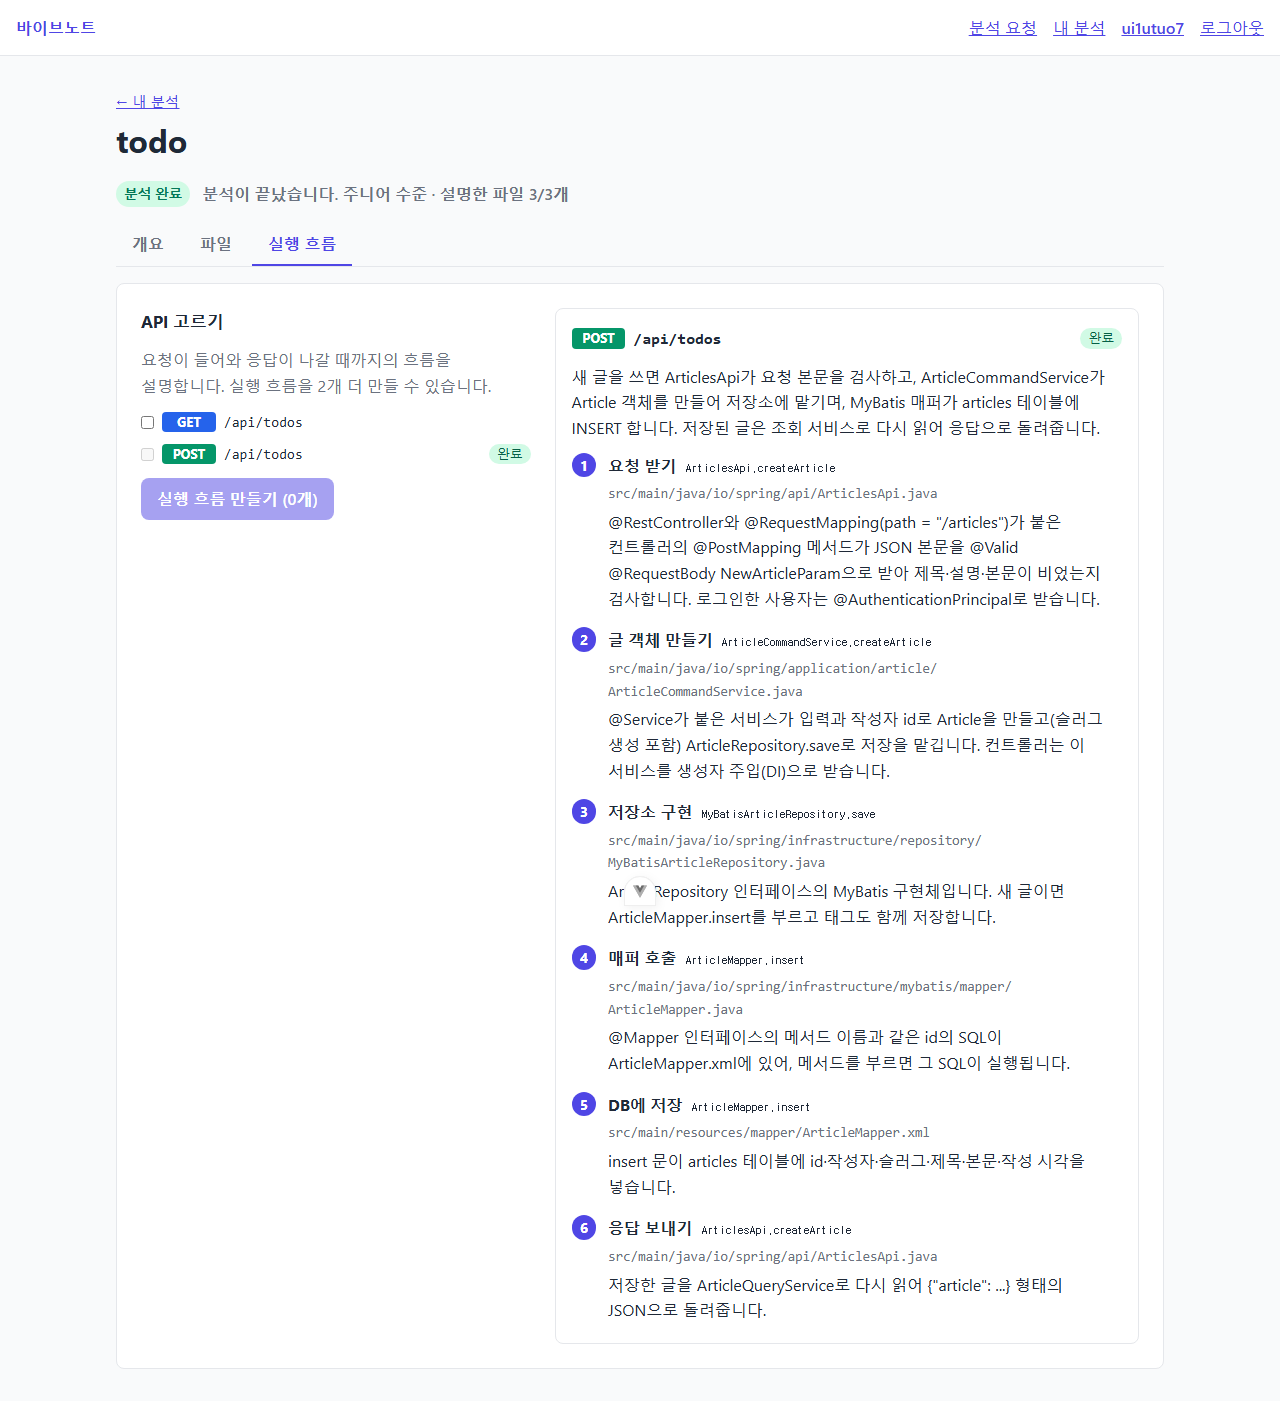 바이브노트
분석 요청 내 분석 ui1utuo7 로그아웃
← 내 분석
todo
분석 완료 분석이 끝났습니다. 주니어 수준 · 설명한 파일 3/3개
개요 파일 실행 흐름
API 고르기
요청이 들어와 응답이 나갈 때까지의 흐름을
설명합니다. 실행 흐름을 2개 더 만들 수 있습니다.
GET /api/todos
POST /api/todos 완료
실행 흐름 만들기 (0개)
POST /api/todos 완료
새 글을 쓰면 ArticlesApi가 요청 본문을 검사하고, ArticleCommandService가
Article 객체를 만들어 저장소에 맡기며, MyBatis 매퍼가 articles 테이블에
INSERT 합니다. 저장된 글은 조회 서비스로 다시 읽어 응답으로 돌려줍니다.
1 요청 받기 ArticlesApi.createArticle
src/main/java/io/spring/api/ArticlesApi.java
@RestController와 @RequestMapping(path = "/articles")가 붙은
컨트롤러의 @PostMapping 메서드가 JSON 본문을 @Valid
@RequestBody NewArticleParam으로 받아 제목·설명·본문이 비었는지
검사합니다. 로그인한 사용자는 @AuthenticationPrincipal로 받습니다.
2 글 객체 만들기 ArticleCommandService.createArticle
src/main/java/io/spring/application/article/
ArticleCommandService.java
@Service가 붙은 서비스가 입력과 작성자 id로 Article을 만들고(슬러그
생성 포함) ArticleRepository.save로 저장을 맡깁니다. 컨트롤러는 이
서비스를 생성자 주입(DI)으로 받습니다.
3 저장소 구현 MyBatisArticleRepository.save
src/main/java/io/spring/infrastructure/repository/
MyBatisArticleRepository.java
Ar Repository 인터페이스의 MyBatis 구현체입니다. 새 글이면
ArticleMapper.insert를 부르고 태그도 함께 저장합니다.
4 매퍼 호출 ArticleMapper.insert
src/main/java/io/spring/infrastructure/mybatis/mapper/
ArticleMapper.java
@Mapper 인터페이스의 메서드 이름과 같은 id의 SQL이
ArticleMapper.xml에 있어, 메서드를 부르면 그 SQL이 실행됩니다.
5 DB에 저장 ArticleMapper.insert
src/main/resources/mapper/ArticleMapper.xml
insert 문이 articles 테이블에 id·작성자·슬러그·제목·본문·작성 시각을
넣습니다.
6 응답 보내기 ArticlesApi.createArticle
src/main/java/io/spring/api/ArticlesApi.java
저장한 글을 ArticleQueryService로 다시 읽어 {"article": ...} 형태의
JSON으로 돌려줍니다.